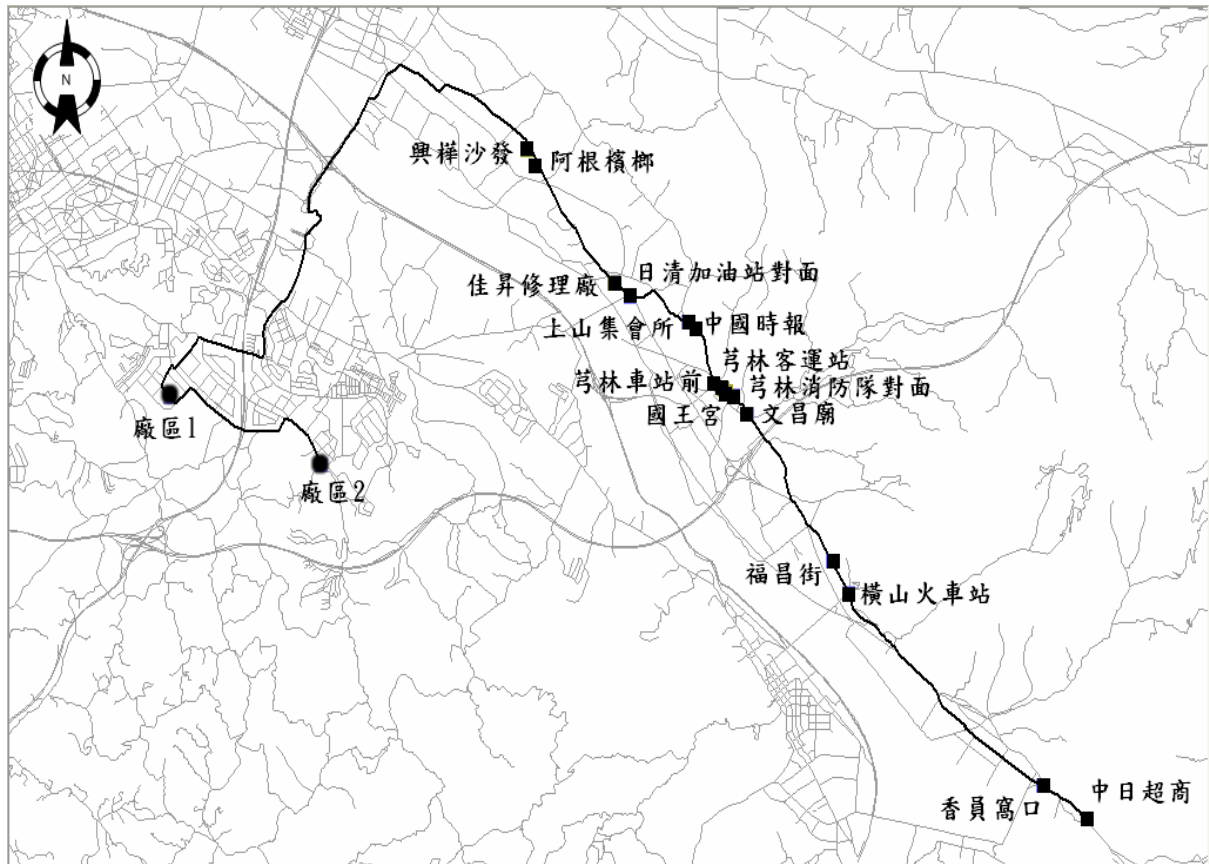 N
興樺沙發
阿根檳榔
日清加油站對面
佳昇修理廠
上山集會所
中國時報
芎林客運站
芎林車站前
芎林消防隊對面
國王宮
文昌廟
廠區1
廠區2
福昌街
橫山火車站
香員窩口
中日超商